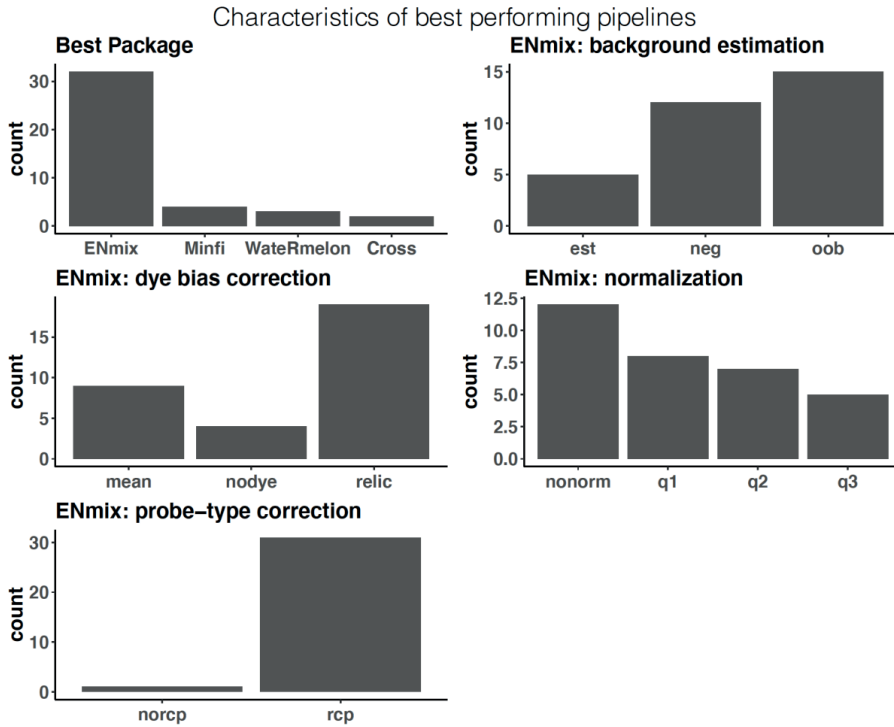 Characteristics of best performing pipelines
Best Package
count
30
20
10
0
ENmix Minfi WateRmelon Cross
ENmix: background estimation
count
15
10
5
0
est neg oob
ENmix: dye bias correction
count
15
10
5
0
mean nodye relic
ENmix: normalization
count
12.5
10.0
7.5
5.0
2.5
0.0
nonorm q1 q2 q3
ENmix: probe−type correction
count
30
20
10
0
norcp rcp